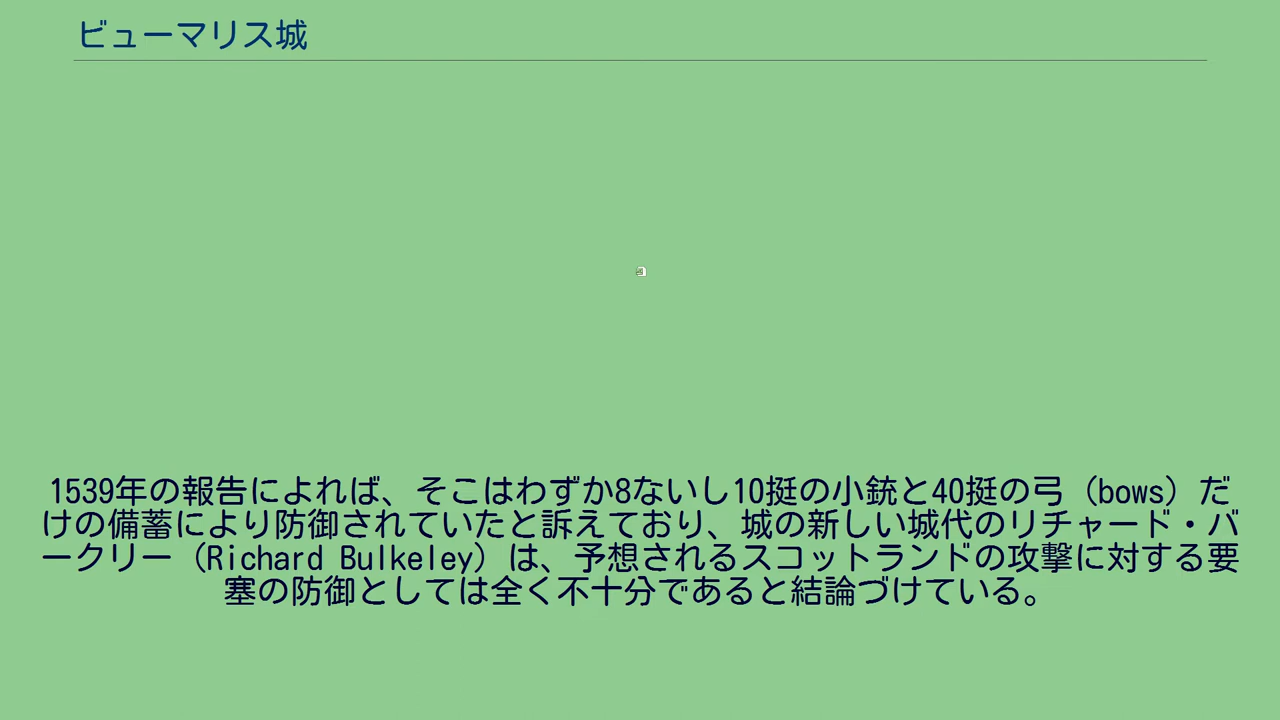 ビューマリス城
1539年の報告によれば、そこはわずか8ないし10挺の小銃と40挺の弓（bows）だ
けの備蓄により防御されていたと訴えており、城の新しい城代のリチャード・バ
ークリー（Richard Bulkeley）は、予想されるスコットランドの攻撃に対する要
塞の防御としては全く不十分であると結論づけている。